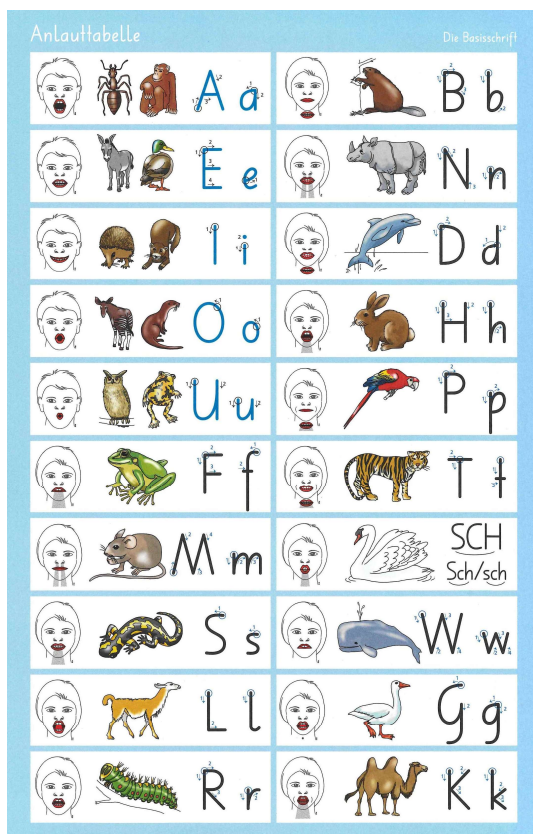 Anlauttabelle
Die Basisschrift
A a
B b
E e
N n
I i
D d
O o
H h
U u
P p
F f
T t
M m
SCH
Sch/sch
S s
W w
L l
G g
R r
K k